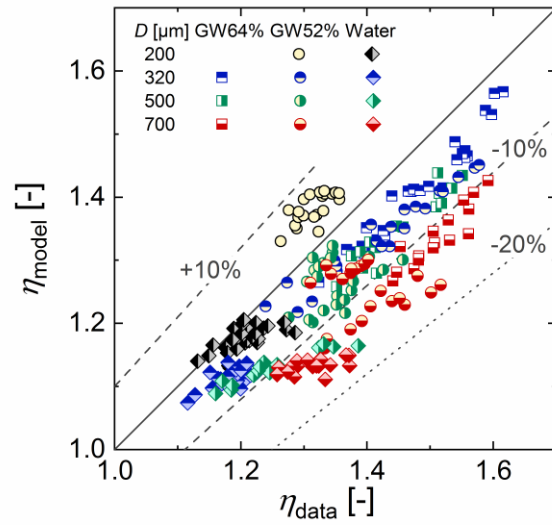 D [µm] GW64% GW52% Water
200
320
500
700
1.6
1.4
1.2
1.0
η_model [-]
+10%
-10%
-20%
1.0 1.2 1.4 1.6
η_data [-]